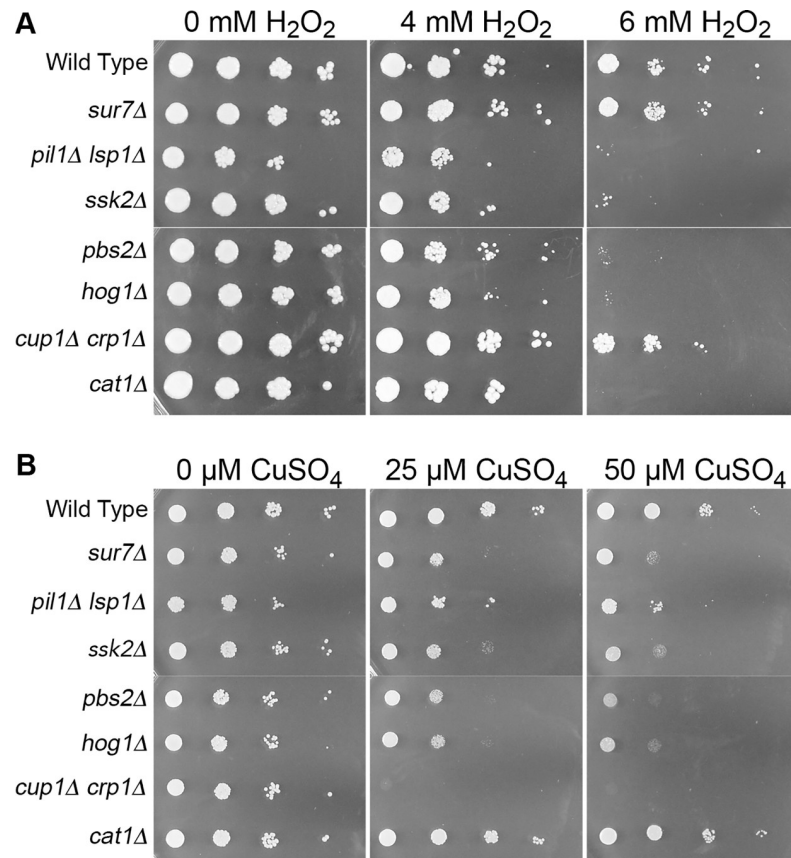 A
0 mM H₂O₂ 4 mM H₂O₂ 6 mM H₂O₂
Wild Type
sur7Δ
pil1Δ lsp1Δ
ssk2Δ
pbs2Δ
hog1Δ
cup1Δ crp1Δ
cat1Δ
B
0 µM CuSO₄ 25 µM CuSO₄ 50 µM CuSO₄
Wild Type
sur7Δ
pil1Δ lsp1Δ
ssk2Δ
pbs2Δ
hog1Δ
cup1Δ crp1Δ
cat1Δ